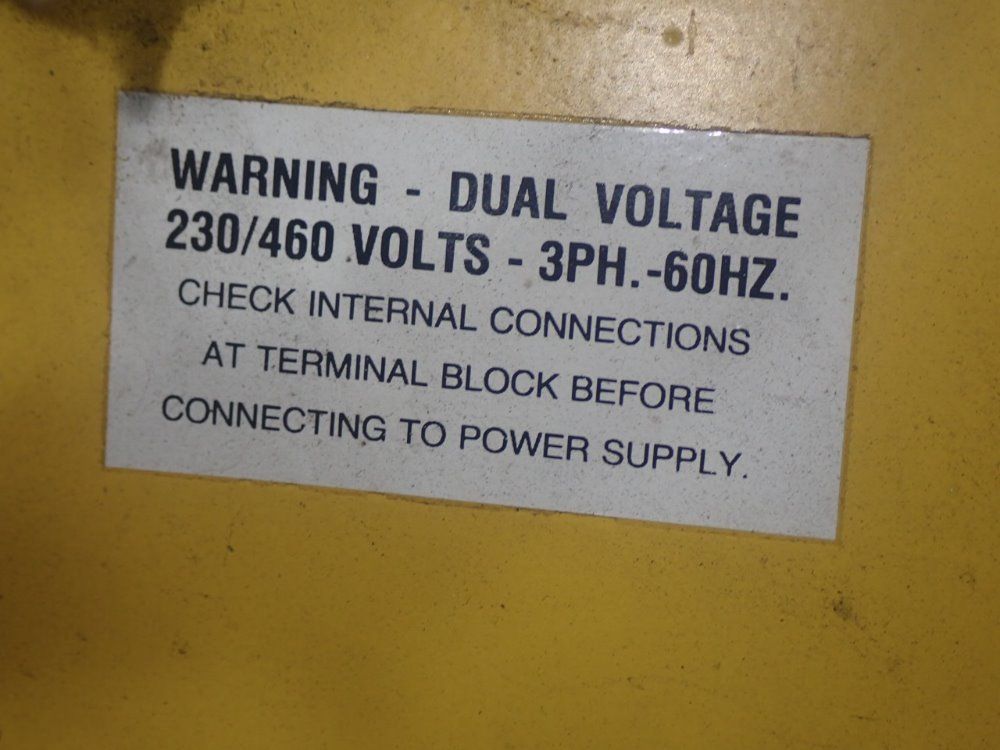 WARNING - DUAL VOLTAGE
230/460 VOLTS - 3PH.-60HZ.
CHECK INTERNAL CONNECTIONS
AT TERMINAL BLOCK BEFORE
CONNECTING TO POWER SUPPLY.